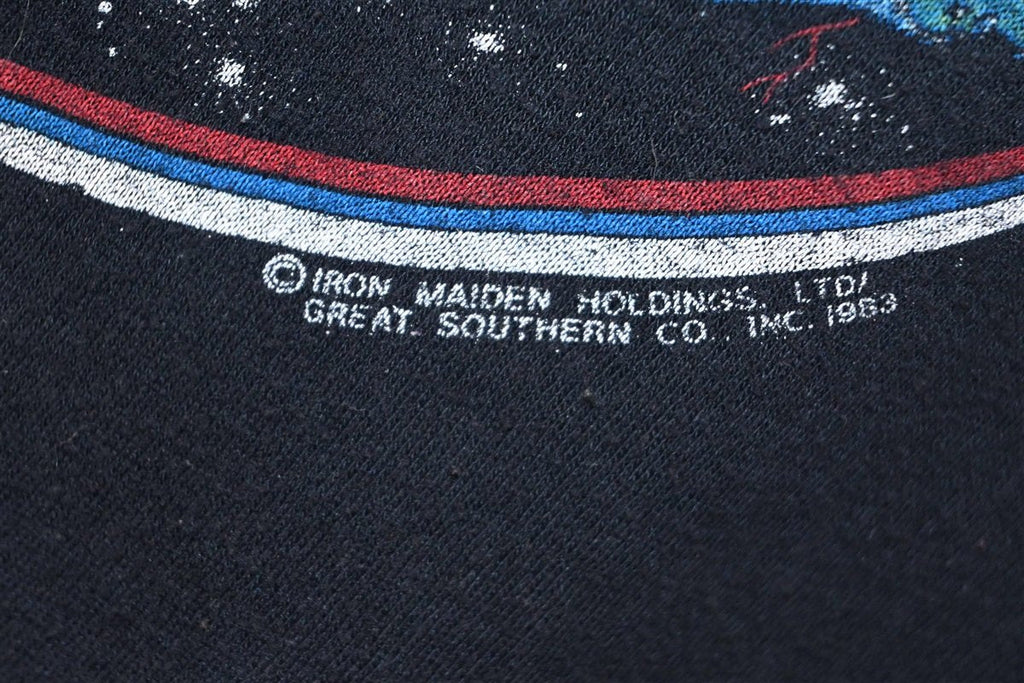 © IRON MAIDEN HOLDINGS, LTD/
GREAT SOUTHERN CO., INC. 1983